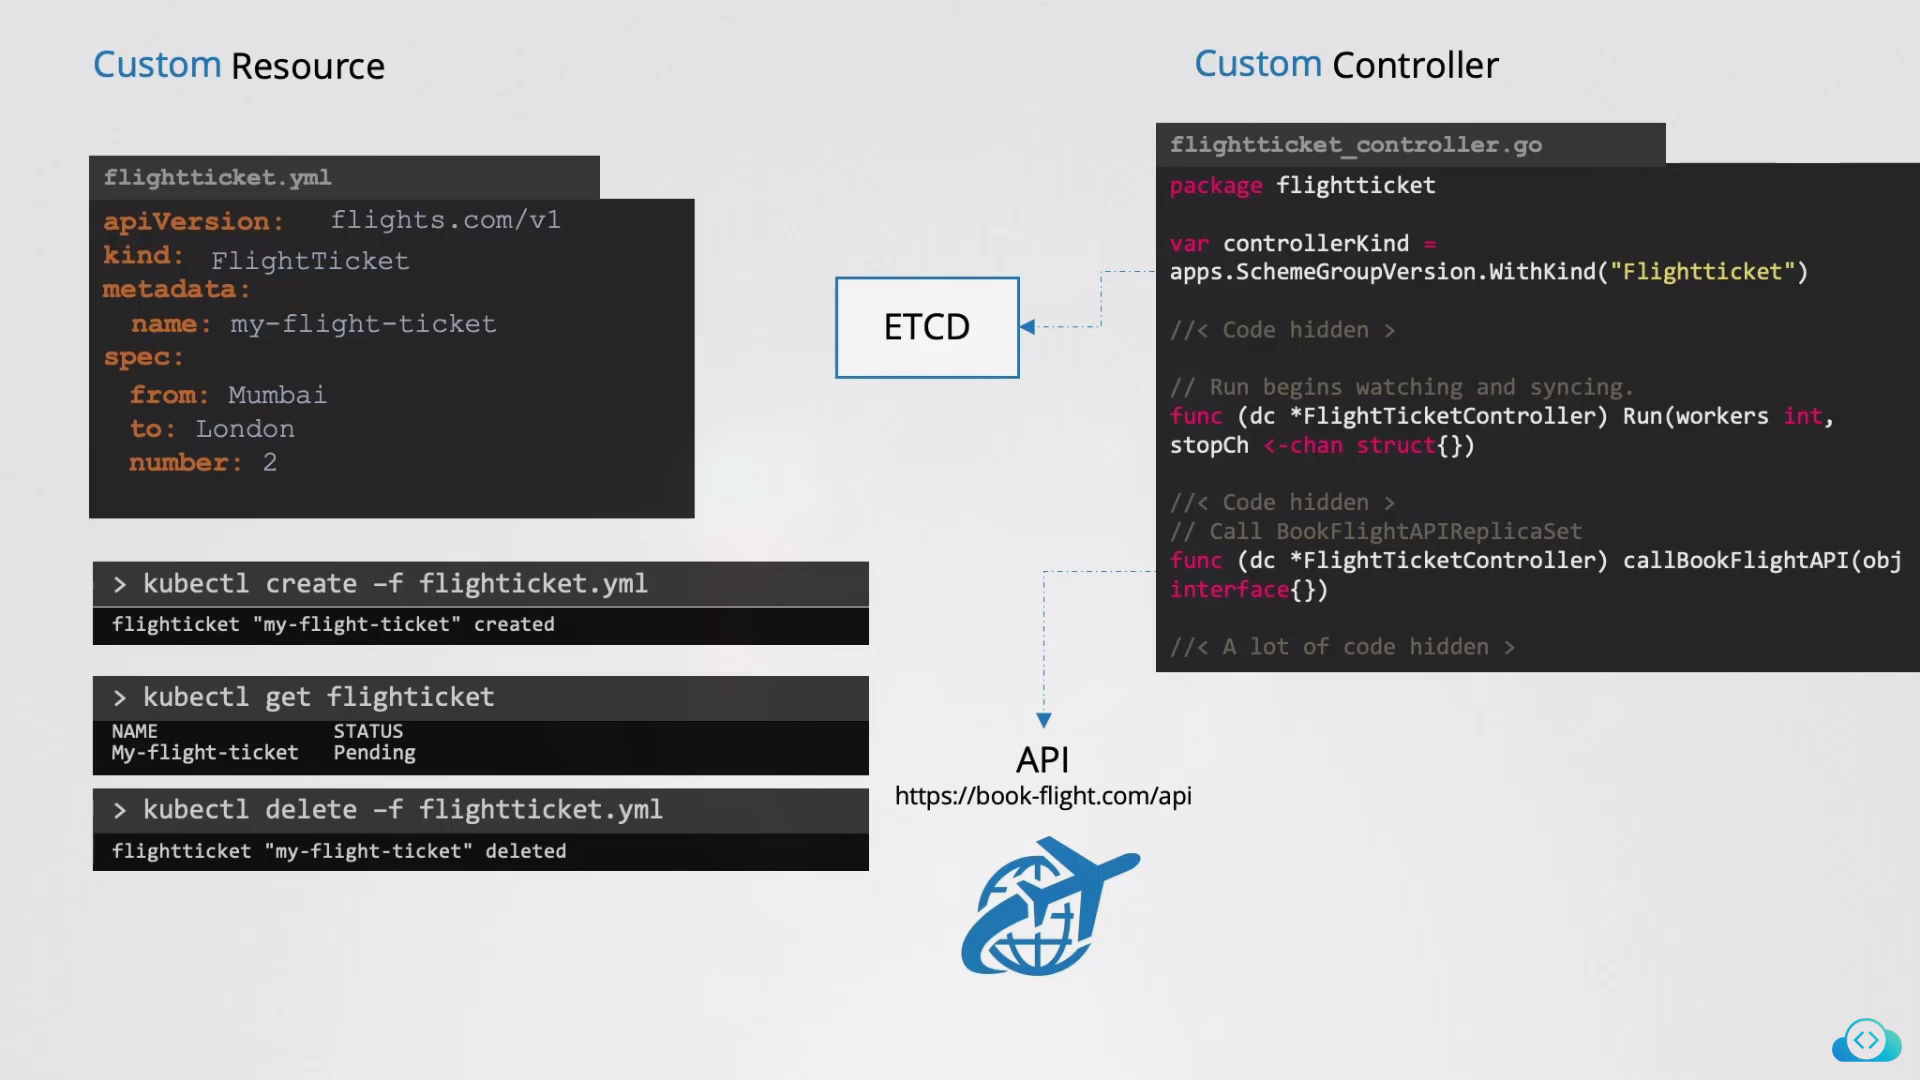 Custom Resource
flightticket.yml
apiVersion: flights.com/v1
kind: FlightTicket
metadata:
name: my-flight-ticket
spec:
from: Mumbai
to: London
number: 2
> kubectl create –f flighticket.yml
flighticket "my-flight-ticket" created
> kubectl get flighticket
NAME STATUS
My-flight-ticket Pending
> kubectl delete –f flightticket.yml
flightticket "my-flight-ticket" deleted
ETCD
API
https://book-flight.com/api
Custom Controller
flightticket_controller.go
package flightticket
var controllerKind =
apps.SchemeGroupVersion.WithKind("Flightticket")
//< Code hidden >
// Run begins watching and syncing.
func (dc *FlightTicketController) Run(workers int,
stopCh <-chan struct{})
//< Code hidden >
// Call BookFlightAPIReplicaSet
func (dc *FlightTicketController) callBookFlightAPI(obj
interface{})
//< A lot of code hidden >